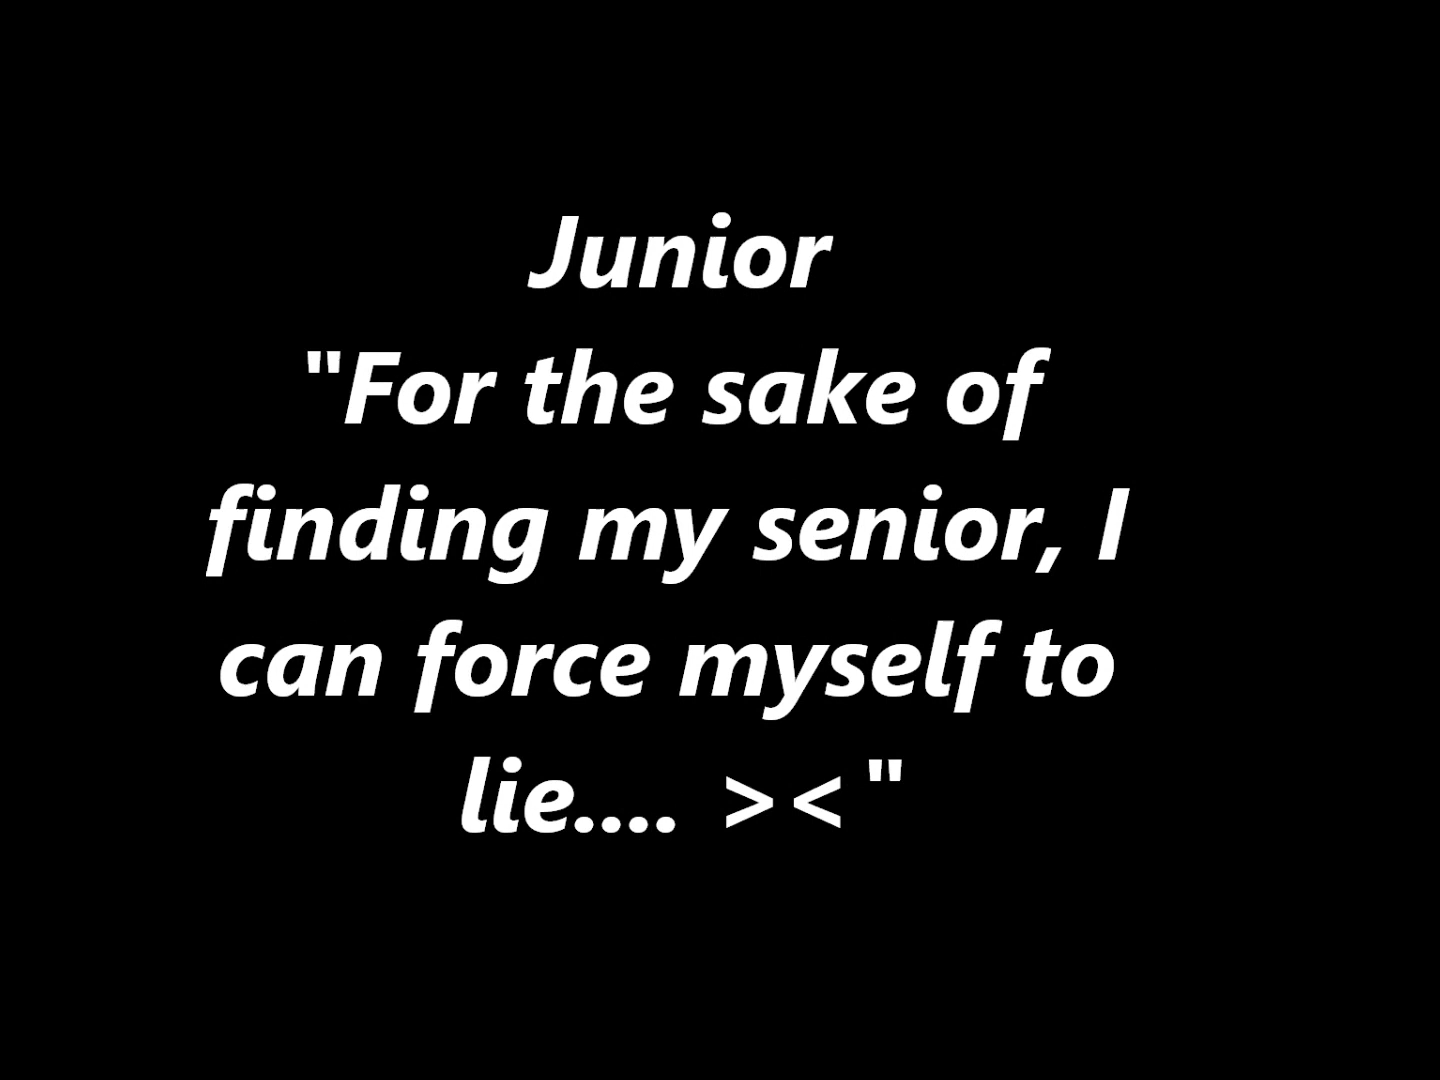 Junior
"For the sake of
finding my senior, I
can force myself to
lie.... >< "